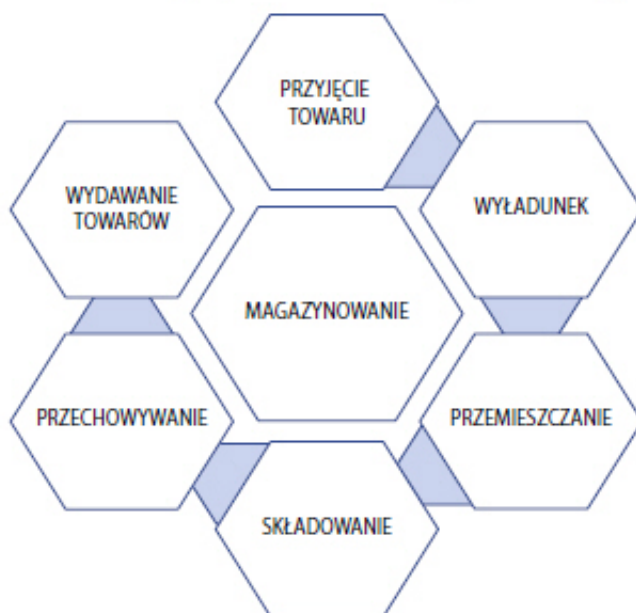 PRZYJĘCIE
TOWARU
WYŁADUNEK
PRZEMIESZCZANIE
SKŁADOWANIE
PRZECHOWYWANIE
WYDAWANIE
TOWARÓW
MAGAZYNOWANIE